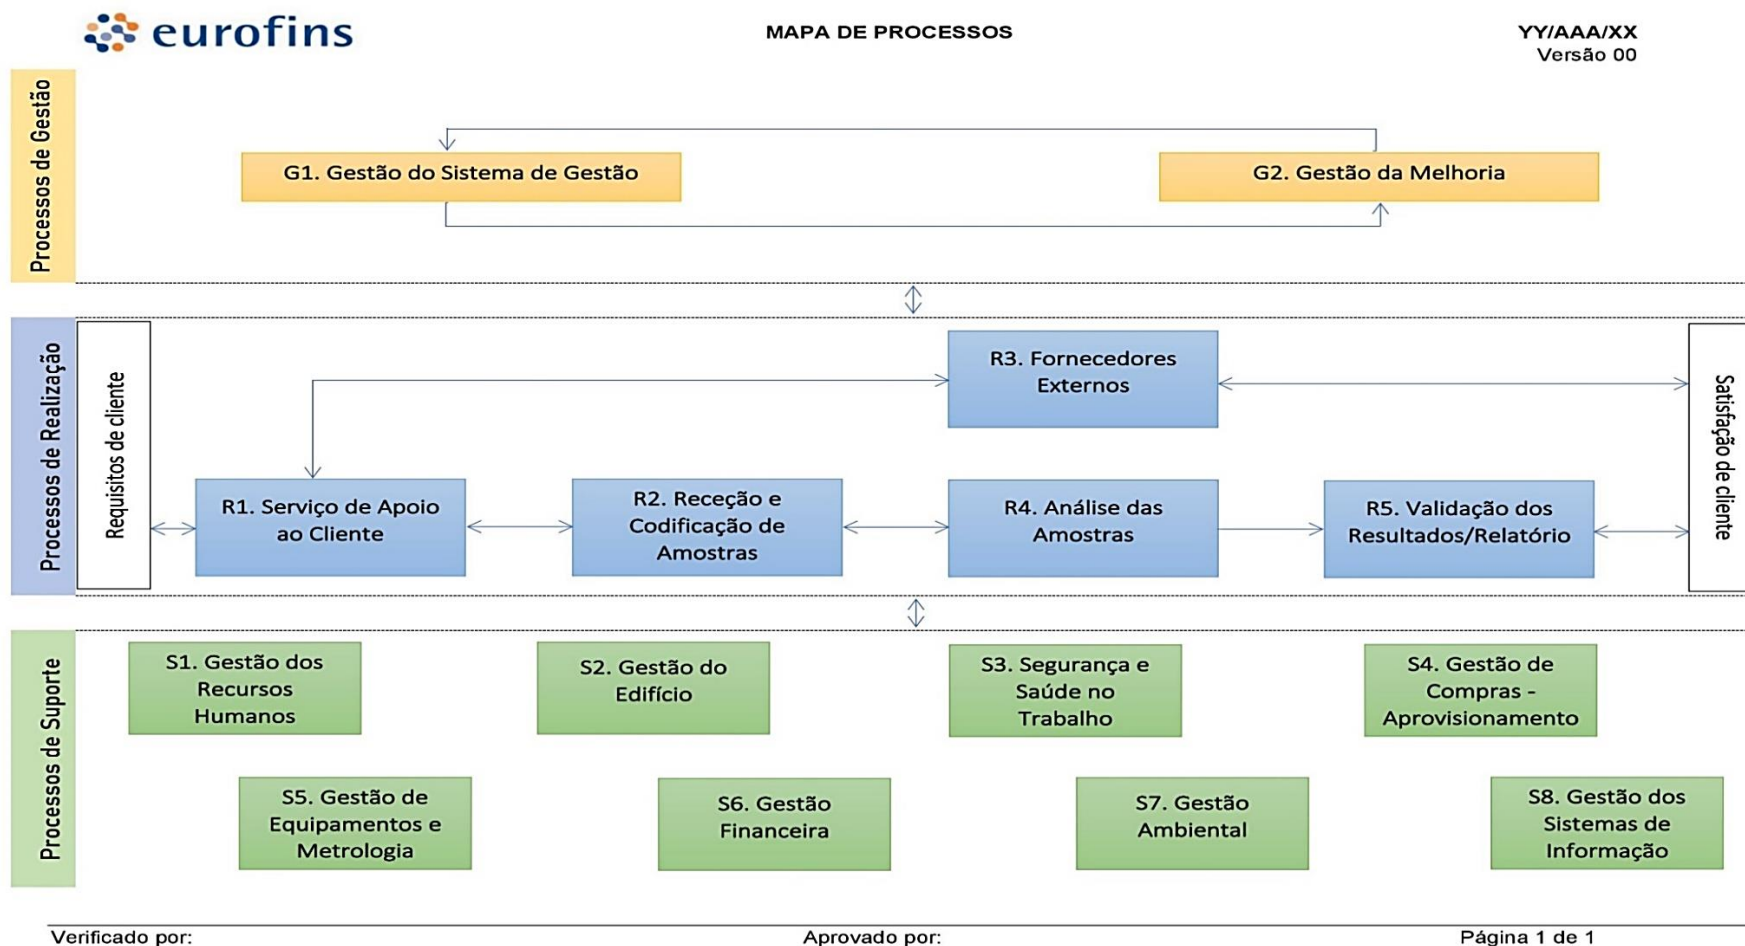 eurofins
MAPA DE PROCESSOS
YY/AAA/XX
Versão 00
Processos de Gestão
G1. Gestão do Sistema de Gestão
G2. Gestão da Melhoria
Processos de Realização
Requisitos de cliente
R3. Fornecedores
Externos
R1. Serviço de Apoio
ao Cliente
R2. Receção e
Codificação de
Amostras
R4. Análise das
Amostras
R5. Validação dos
Resultados/Relatório
Satisfação de cliente
Processos de Suporte
S1. Gestão dos
Recursos
Humanos
S2. Gestão do
Edifício
S3. Segurança e
Saúde no
Trabalho
S4. Gestão de
Compras -
Aprovisionamento
S5. Gestão de
Equipamentos e
Metrologia
S6. Gestão
Financeira
S7. Gestão
Ambiental
S8. Gestão dos
Sistemas de
Informação
Verificado por:
Aprovado por:
Página 1 de 1